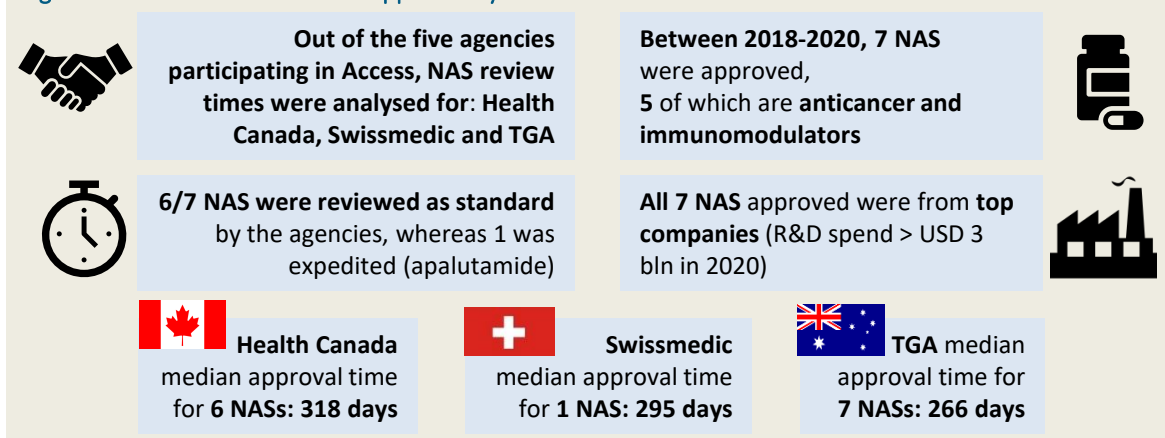 Out of the five agencies
participating in Access, NAS review
times were analysed for: Health
Canada, Swissmedic and TGA
Between 2018-2020, 7 NAS
were approved,
5 of which are anticancer and
immunomodulators
6/7 NAS were reviewed as standard
by the agencies, whereas 1 was
expedited (apalutamide)
All 7 NAS approved were from top
companies (R&D spend > USD 3
bln in 2020)
Health Canada
median approval time
for 6 NASs: 318 days
Swissmedic
median approval time
for 1 NAS: 295 days
TGA median
approval time for
7 NASs: 266 days